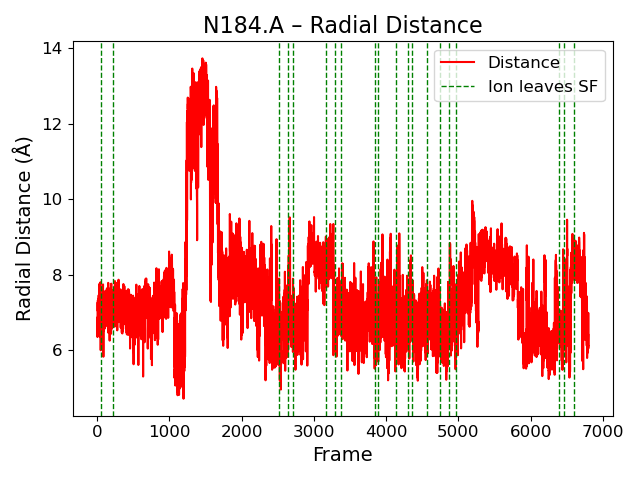 N184.A – Radial Distance
Radial Distance (Å)
14
12
10
8
6
Distance
Ion leaves SF
0 1000 2000 3000 4000 5000 6000 7000
Frame